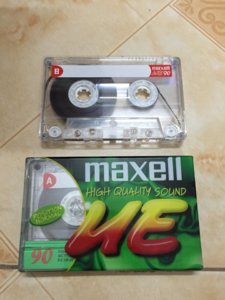 B
maxell
UE 90
maxell
HIGH QUALITY SOUND
A
UE
90